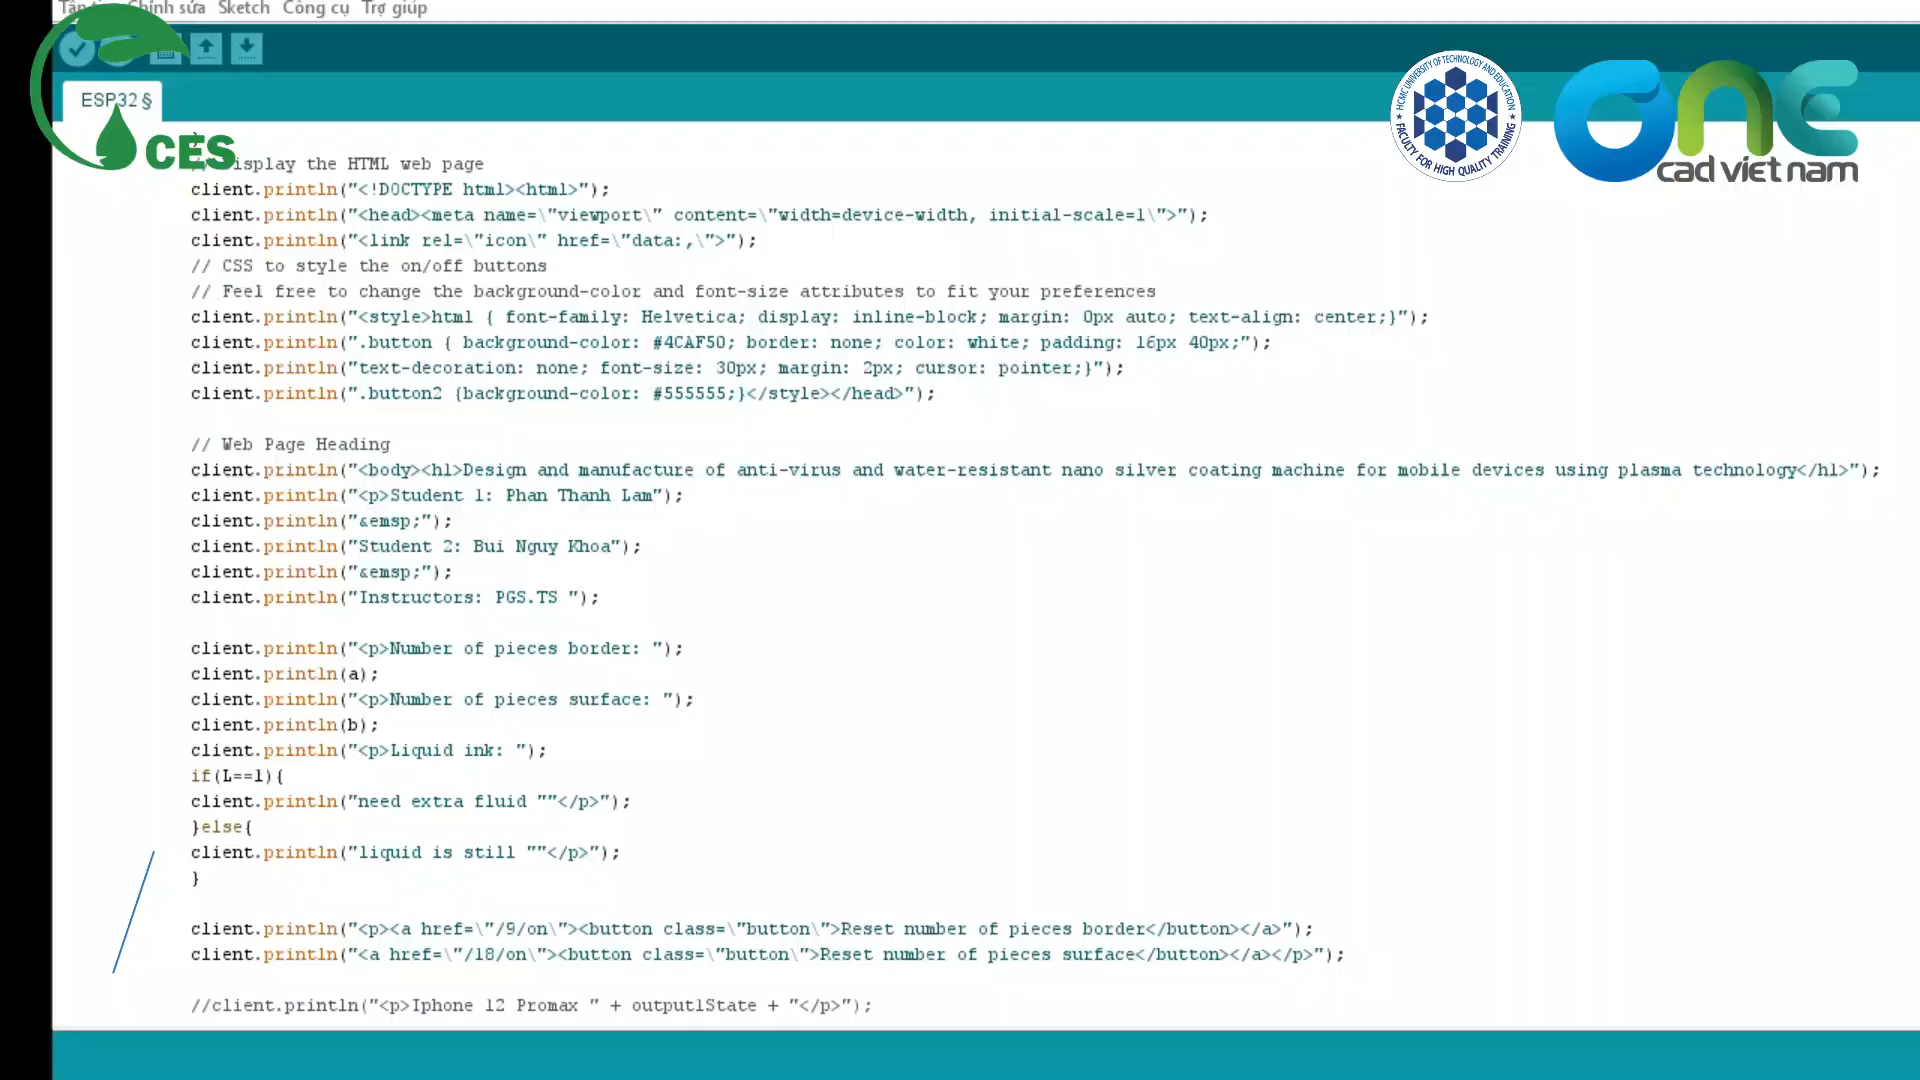 Chỉnh sửa Sketch Công cụ Trợ giúp
ESP32 §
CES
HCMC UNIVERSITY OF TECHNOLOGY AND EDUCATION
FACULTY FOR HIGH QUALITY TRAINING
one
cad viet nam
isplay the HTML web page
client.println("<!DOCTYPE html><html>");
client.println("<head><meta name=\"viewport\" content=\"width=device-width, initial-scale=1\">");
client.println("<link rel=\"icon\" href=\"data:,\">");
// CSS to style the on/off buttons
// Feel free to change the background-color and font-size attributes to fit your preferences
client.println("<style>html { font-family: Helvetica; display: inline-block; margin: 0px auto; text-align: center;}");
client.println(".button { background-color: #4CAF50; border: none; color: white; padding: 16px 40px;");
client.println("text-decoration: none; font-size: 30px; margin: 2px; cursor: pointer;}");
client.println(".button2 {background-color: #555555;}</style></head>");
// Web Page Heading
client.println("<body><h1>Design and manufacture of anti-virus and water-resistant nano silver coating machine for mobile devices using plasma technology</h1>");
client.println("<p>Student 1: Phan Thanh Lam");
client.println("&emsp;");
client.println("Student 2: Bui Nguy Khoa");
client.println("&emsp;");
client.println("Instructors: PGS.TS ");
client.println("<p>Number of pieces border: ");
client.println(a);
client.println("<p>Number of pieces surface: ");
client.println(b);
client.println("<p>Liquid ink: ");
if(L==1){
client.println("need extra fluid ""</p>");
}else{
client.println("liquid is still ""</p>");
}
client.println("<p><a href=\"/9/on\"><button class=\"button\">Reset number of pieces border</button></a>");
client.println("<a href=\"/18/on\"><button class=\"button\">Reset number of pieces surface</button></a></p>");
//client.println("<p>Iphone 12 Promax " + output1State + "</p>");